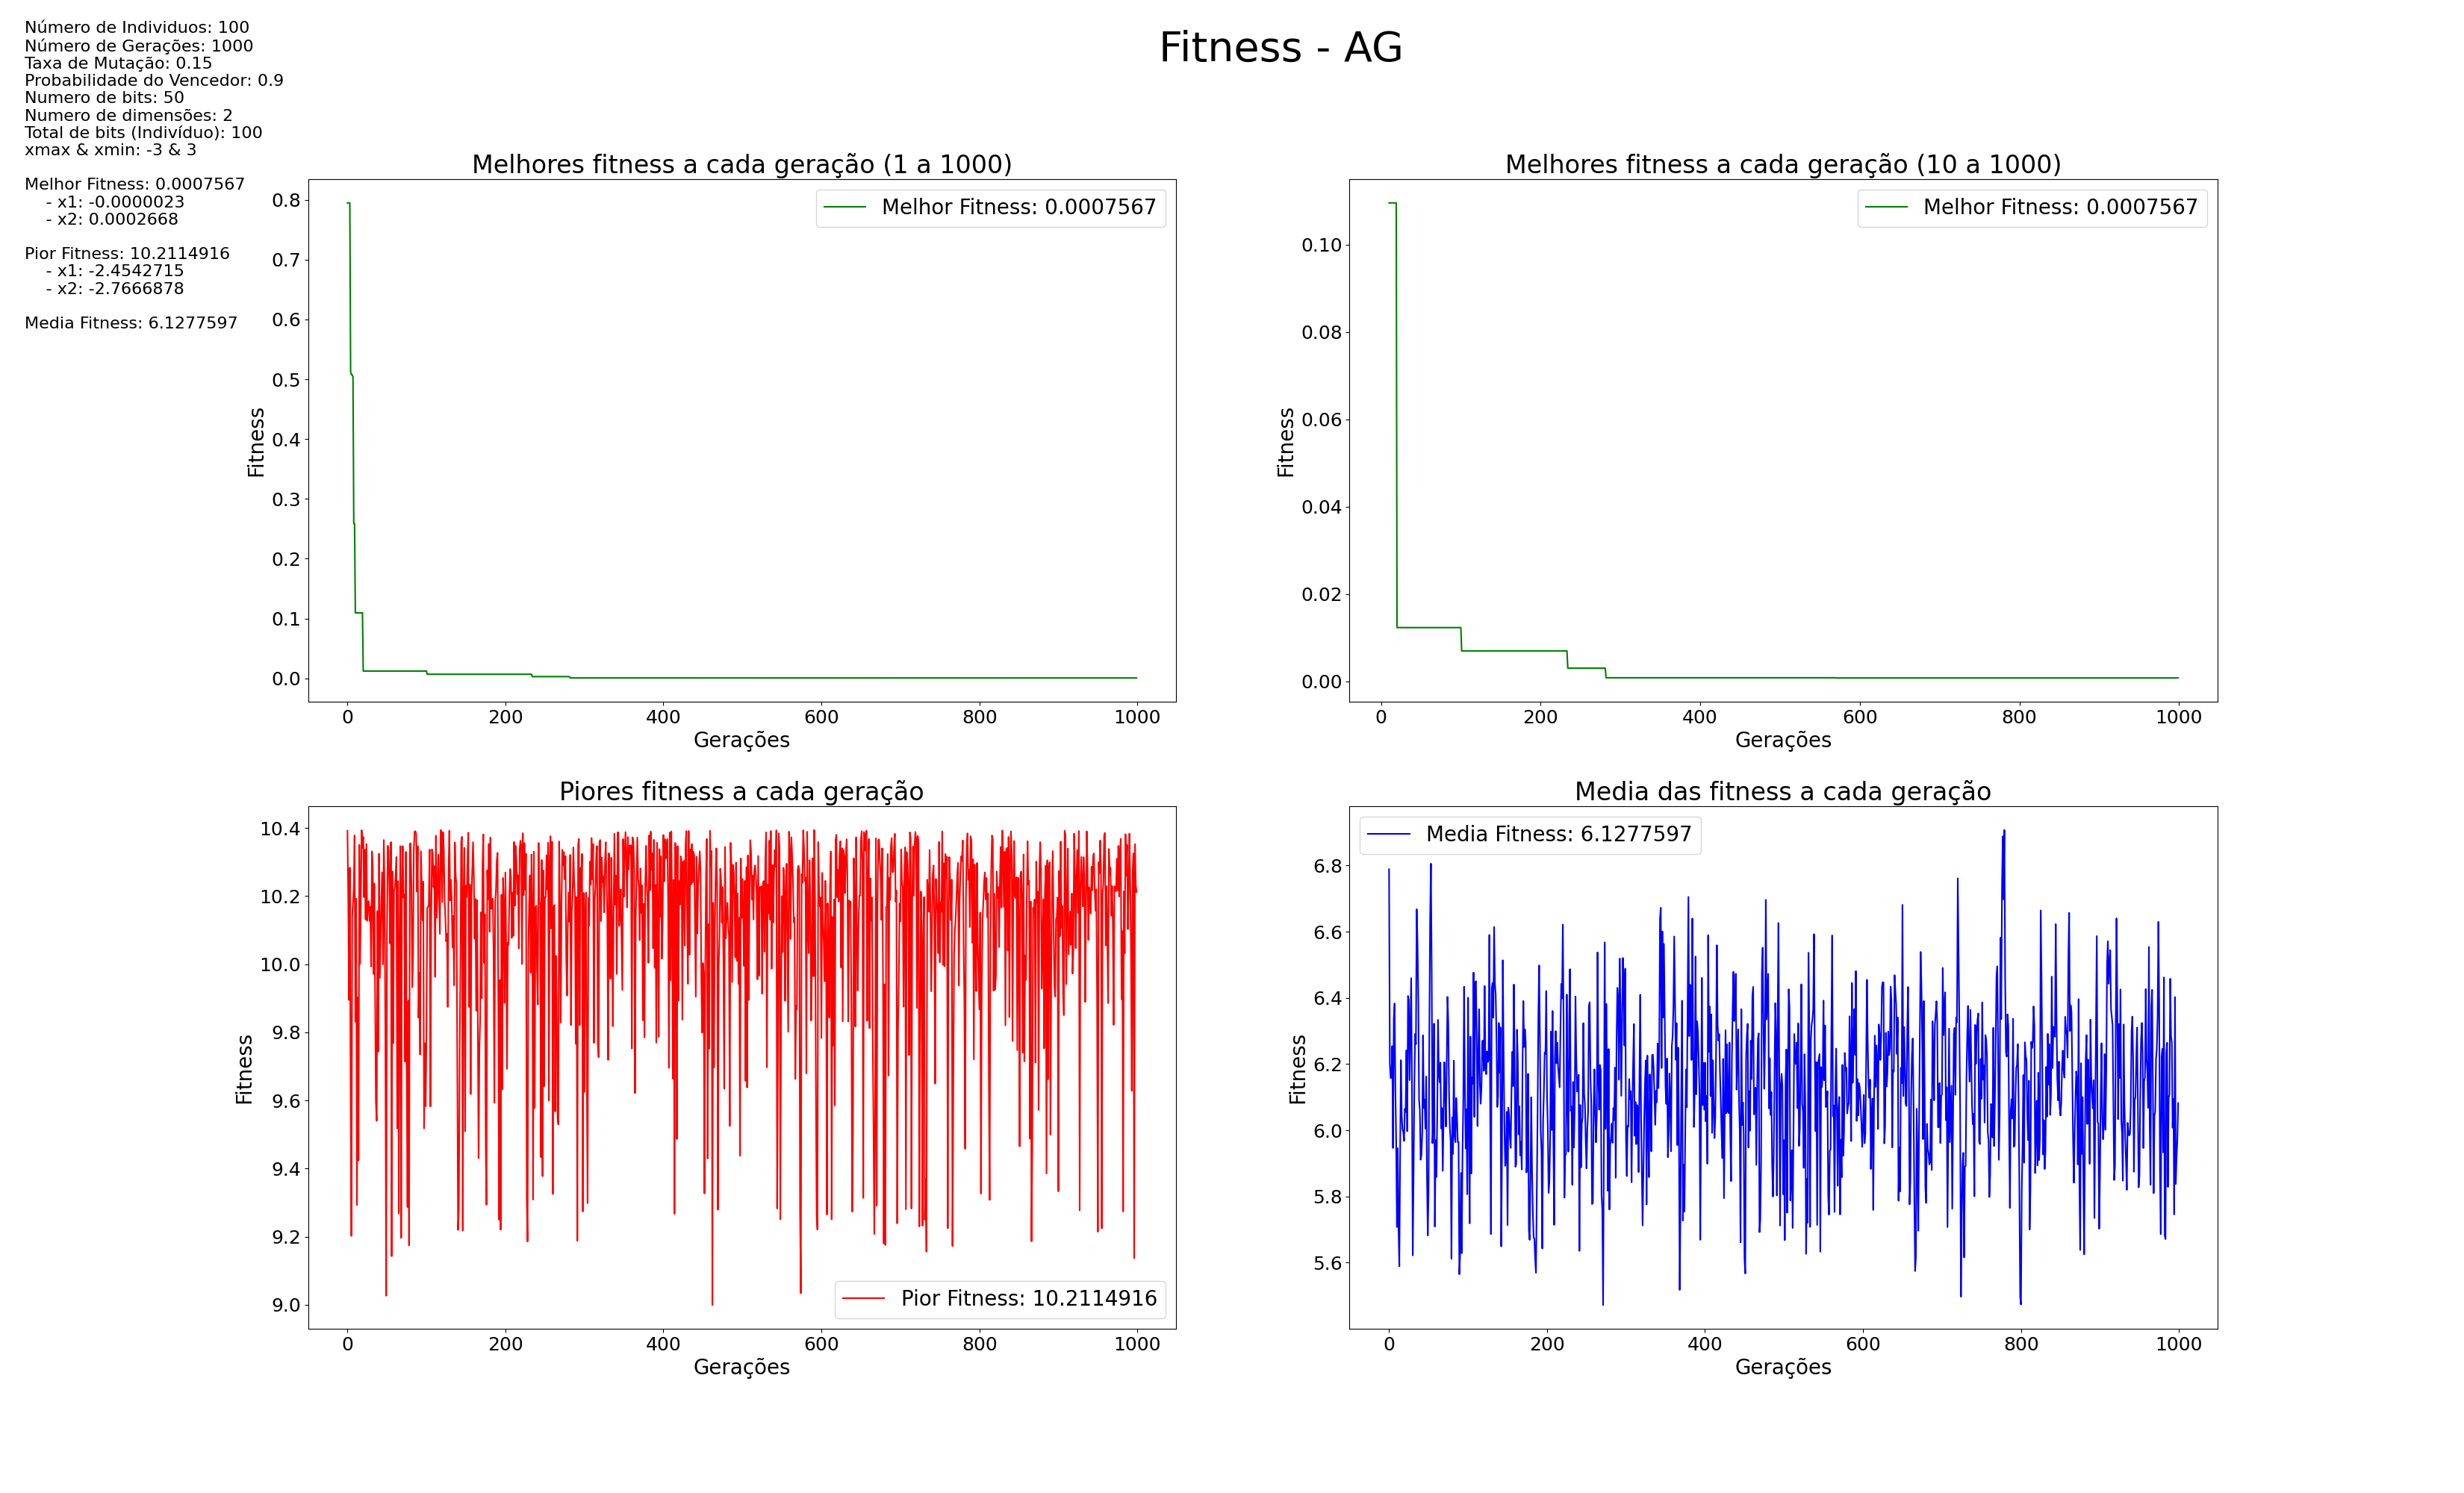 Fitness - AG
Número de Individuos: 100
Número de Gerações: 1000
Taxa de Mutação: 0.15
Probabilidade do Vencedor: 0.9
Numero de bits: 50
Numero de dimensões: 2
Total de bits (Indivíduo): 100
xmax & xmin: -3 & 3
Melhor Fitness: 0.0007567
- x1: -0.0000023
- x2: 0.0002668
Pior Fitness: 10.2114916
- x1: -2.4542715
- x2: -2.7666878
Media Fitness: 6.1277597
Melhores fitness a cada geração (1 a 1000)
Melhor Fitness: 0.0007567
0.8
0.7
0.6
0.5
0.4
0.3
0.2
0.1
0.0
Fitness
0 200 400 600 800 1000
Gerações
Melhores fitness a cada geração (10 a 1000)
Melhor Fitness: 0.0007567
0.10
0.08
0.06
0.04
0.02
0.00
Fitness
0 200 400 600 800 1000
Gerações
Piores fitness a cada geração
10.4
10.2
10.0
9.8
9.6
9.4
9.2
9.0
Fitness
Pior Fitness: 10.2114916
0 200 400 600 800 1000
Gerações
Media das fitness a cada geração
Media Fitness: 6.1277597
6.8
6.6
6.4
6.2
6.0
5.8
5.6
Fitness
0 200 400 600 800 1000
Gerações